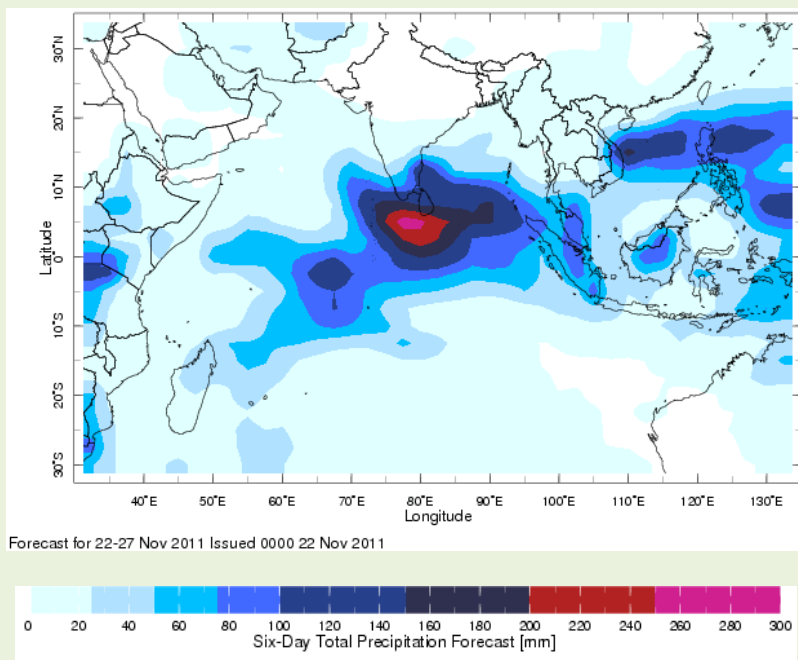 30°N
20°N
10°N
0°
10°S
20°S
30°S
Latitude
40°E 50°E 60°E 70°E 80°E 90°E 100°E 110°E 120°E 130°E
Longitude
Forecast for 22-27 Nov 2011 Issued 0000 22 Nov 2011
0 20 40 60 80 100 120 140 160 180 200 220 240 260 280 300
Six-Day Total Precipitation Forecast [mm]